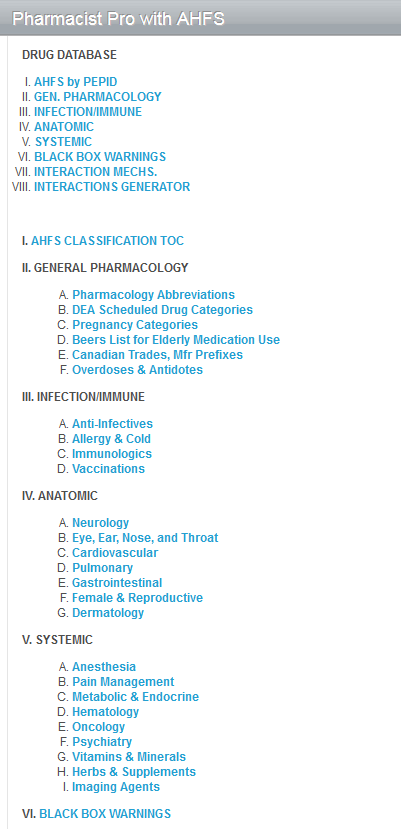 Pharmacist Pro with AHFS
DRUG DATABASE
I. AHFS by PEPID
II. GEN. PHARMACOLOGY
III. INFECTION/IMMUNE
IV. ANATOMIC
V. SYSTEMIC
VI. BLACK BOX WARNINGS
VII. INTERACTION MECHS.
VIII. INTERACTIONS GENERATOR
I. AHFS CLASSIFICATION TOC
II. GENERAL PHARMACOLOGY
A. Pharmacology Abbreviations
B. DEA Scheduled Drug Categories
C. Pregnancy Categories
D. Beers List for Elderly Medication Use
E. Canadian Trades, Mfr Prefixes
F. Overdoses & Antidotes
III. INFECTION/IMMUNE
A. Anti-Infectives
B. Allergy & Cold
C. Immunologics
D. Vaccinations
IV. ANATOMIC
A. Neurology
B. Eye, Ear, Nose, and Throat
C. Cardiovascular
D. Pulmonary
E. Gastrointestinal
F. Female & Reproductive
G. Dermatology
V. SYSTEMIC
A. Anesthesia
B. Pain Management
C. Metabolic & Endocrine
D. Hematology
E. Oncology
F. Psychiatry
G. Vitamins & Minerals
H. Herbs & Supplements
I. Imaging Agents
VI. BLACK BOX WARNINGS